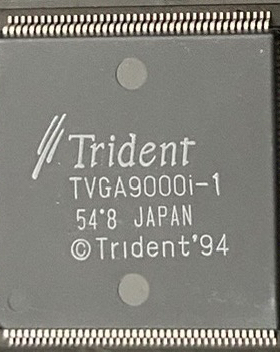 Trident
TVGA9000i-1
54*8 JAPAN
©Trident'94